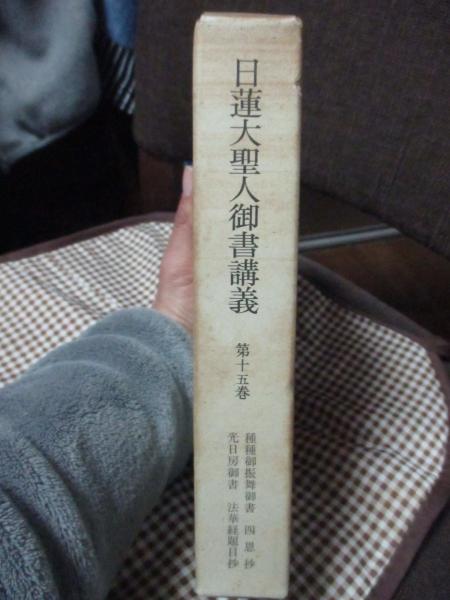 日蓮大聖人御書講義
第十五巻
種種御振舞御書 四恩抄
光日房御書 法華経題目抄